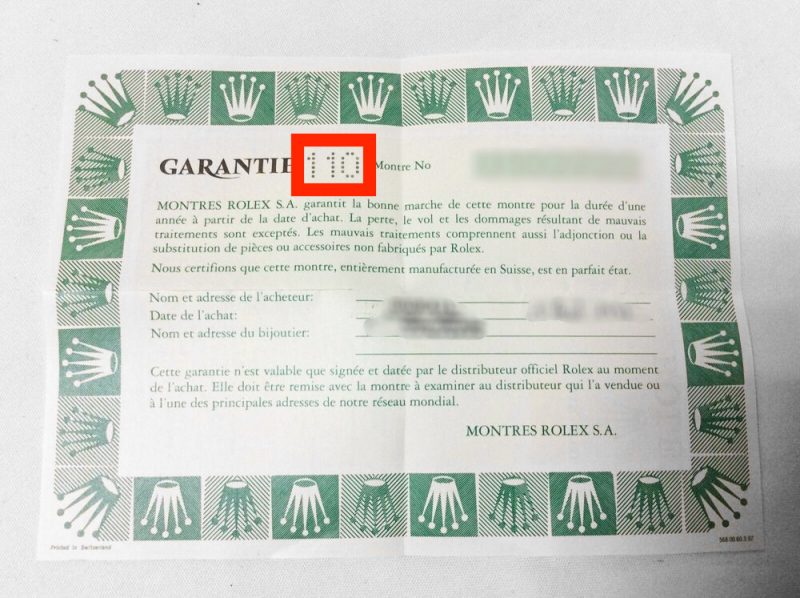 GARANTIE 110 Montre No
MONTRES ROLEX S.A. garantit la bonne marche de cette montre pour la durée d'une
année à partir de la date d'achat. La perte, le vol et les dommages résultant de mauvais
traitements sont exceptés. Les mauvais traitements comprennent aussi l'adjonction ou la
substitution de pièces ou accessoires non fabriqués par Rolex.
Nous certifions que cette montre, entièrement manufacturée en Suisse, est en parfait état.
Nom et adresse de l'acheteur:
Date de l'achat:
Nom et adresse du bijoutier:
Cette garantie n'est valable que signée et datée par le distributeur officiel Rolex au moment
de l'achat. Elle doit être remise avec la montre à examiner au distributeur qui l'a vendue ou
à l'une des principales adresses de notre réseau mondial.
MONTRES ROLEX S.A.
Printed in Switzerland